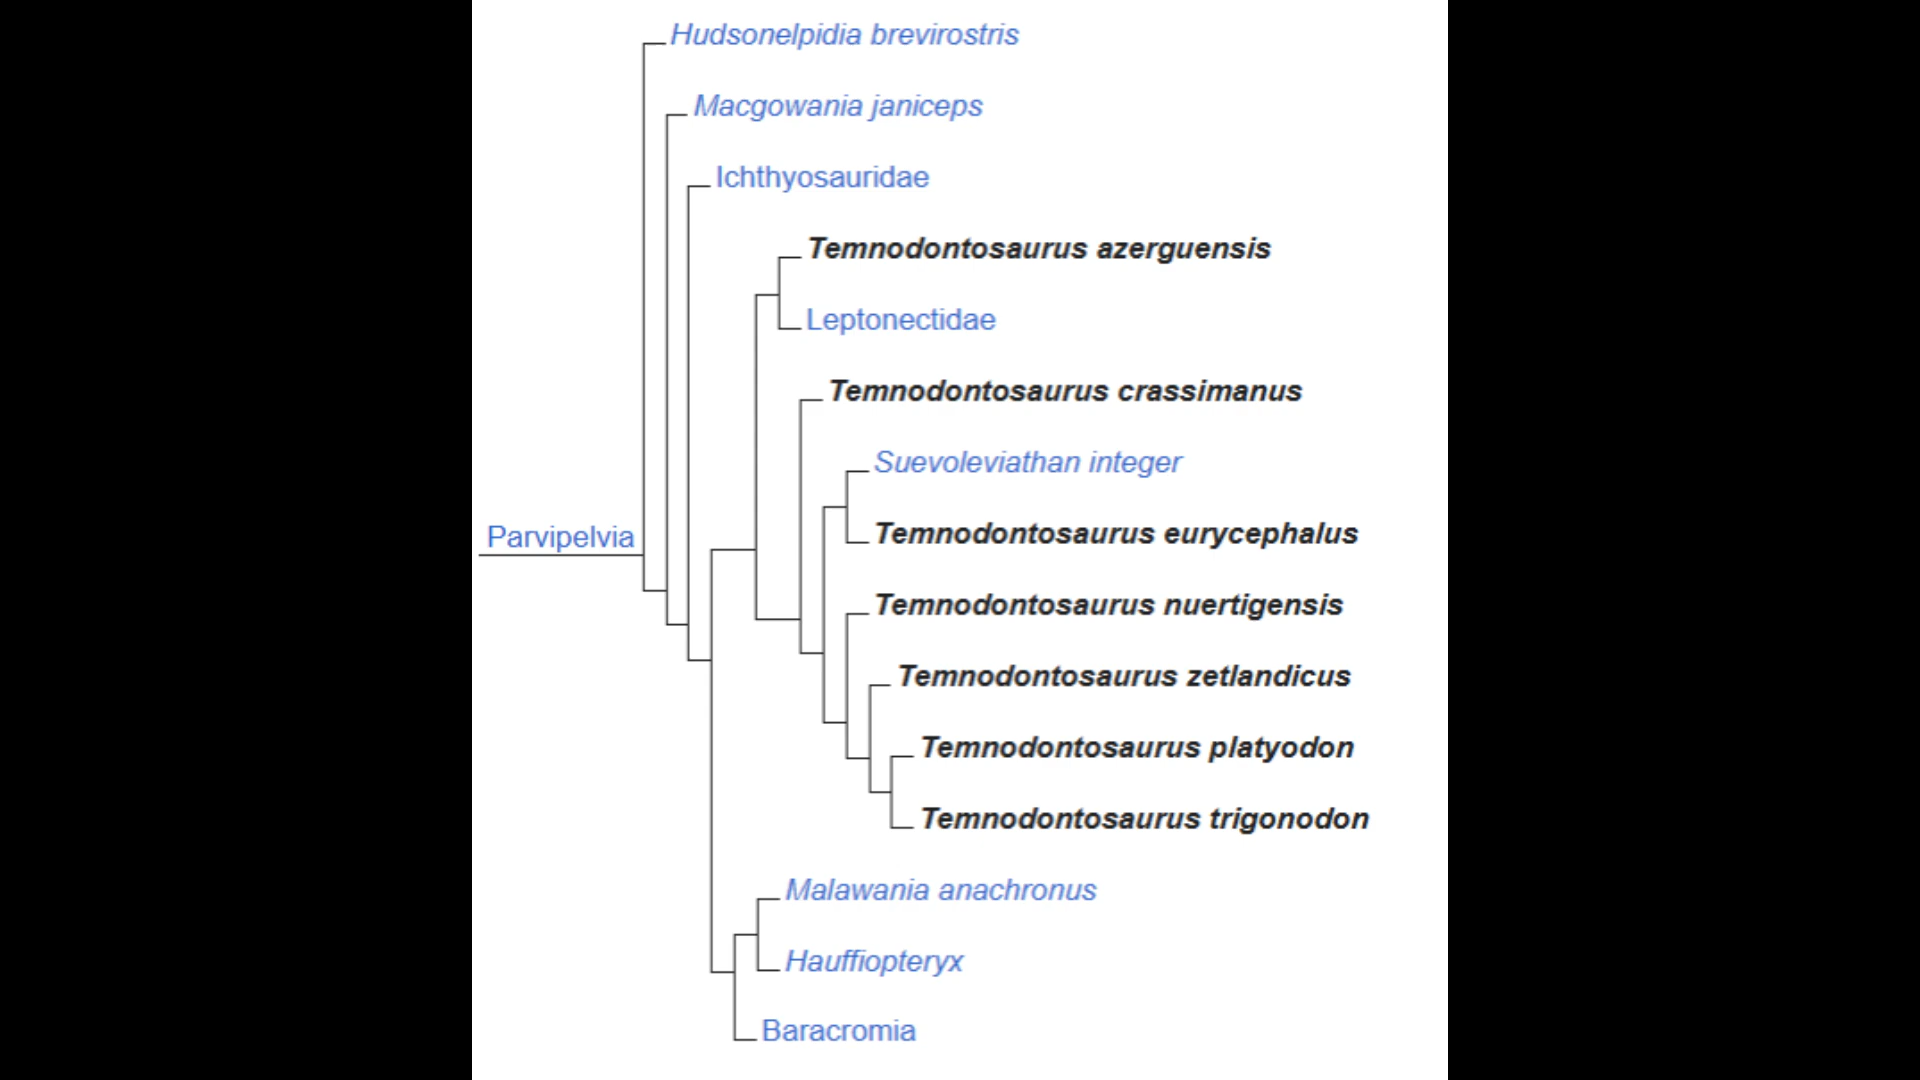 Hudsonelpidia brevirostris
Macgowania janiceps
Ichthyosauridae
Temnodontosaurus azerguensis
Leptonectidae
Temnodontosaurus crassimanus
Suevoleviathan integer
Temnodontosaurus eurycephalus
Parvipelvia
Temnodontosaurus nuertigensis
Temnodontosaurus zetlandicus
Temnodontosaurus platyodon
Temnodontosaurus trigonodon
Malawania anachronus
Hauffiopteryx
Baracromia